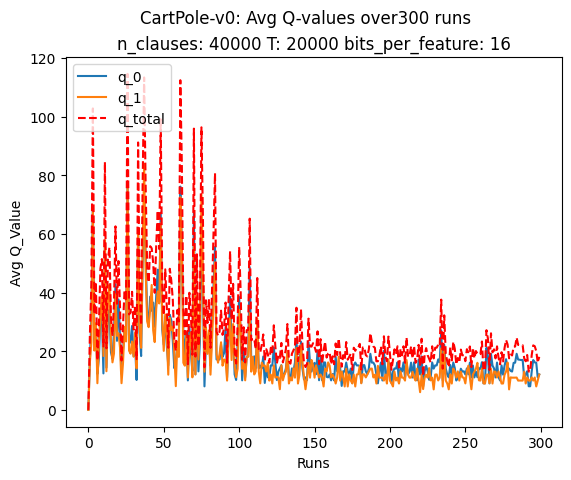 CartPole-v0: Avg Q-values over300 runs
n_clauses: 40000 T: 20000 bits_per_feature: 16
q_0
q_1
q_total
Avg Q_Value
120
100
80
60
40
20
0
0 50 100 150 200 250 300
Runs